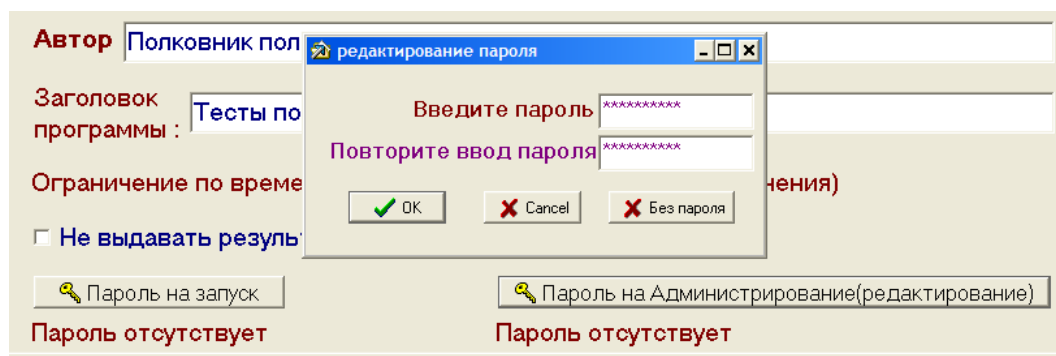 Автор Полковник пол
редактирование пароля
Заголовок
программы :
Тесты по
Введите пароль **********
Повторите ввод пароля **********
Ограничение по време
нения)
OK Cancel Без пароля
Не выдавать резуль
Пароль на запуск Пароль на Администрирование(редактирование)
Пароль отсутствует Пароль отсутствует